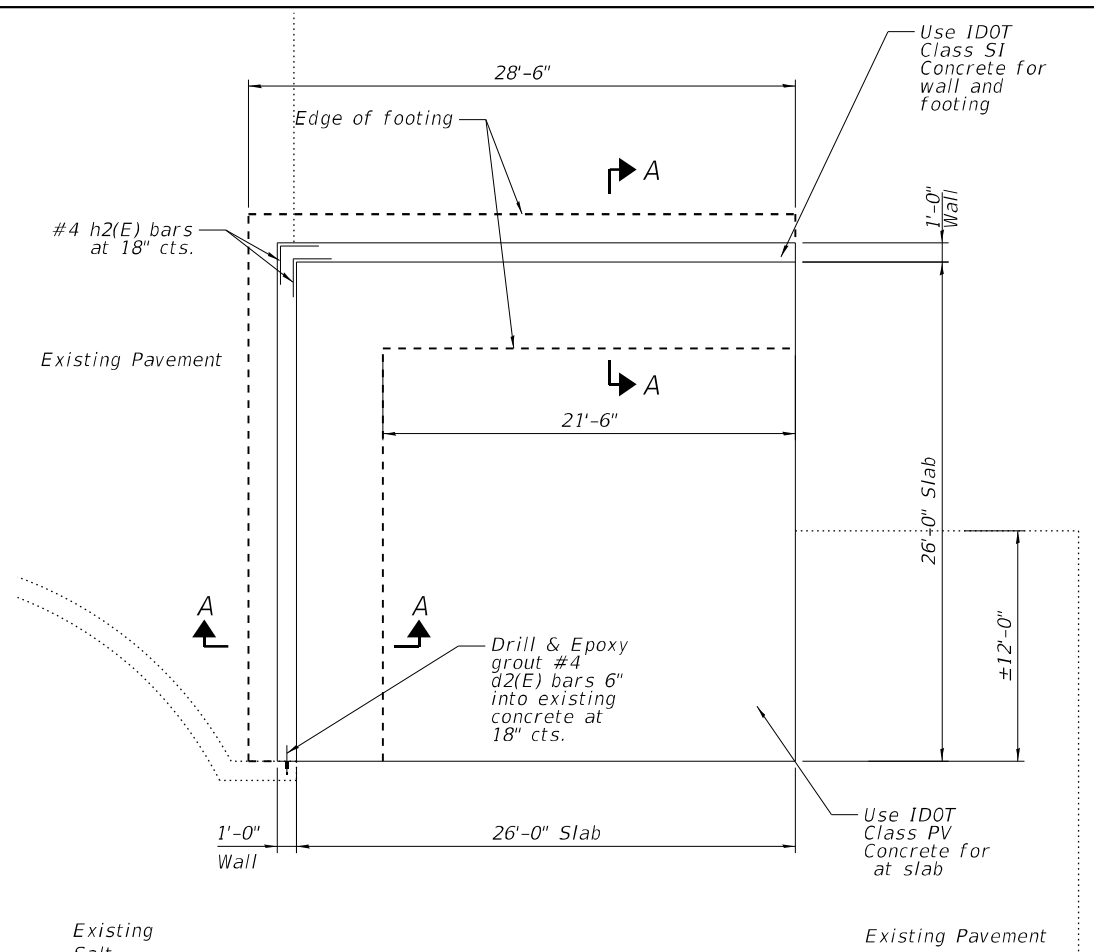 Use IDOT
Class SI
Concrete for
wall and
footing
28'-6"
Edge of footing
A
1'-0"
Wall
#4 h2(E) bars
at 18" cts.
Existing Pavement
A
21'-6"
26'-0" Slab
A
A
±12'-0"
Drill & Epoxy
grout #4
d2(E) bars 6"
into existing
concrete at
18" cts.
Use IDOT
Class PV
Concrete for
at slab
1'-0"
Wall
26'-0" Slab
Existing
Existing Pavement